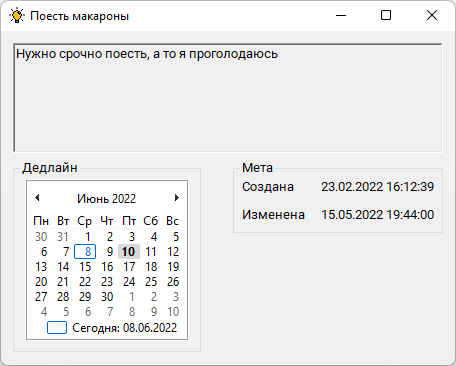 Поесть макароны
Нужно срочно поесть, а то я проголодаюсь
Дедлайн
Июнь 2022
Пн Вт Ср Чт Пт Сб Вс
30 31 1 2 3 4 5
6 7 8 9 10 11 12
13 14 15 16 17 18 19
20 21 22 23 24 25 26
27 28 29 30 1 2 3
4 5 6 7 8 9 10
Сегодня: 08.06.2022
Мета
Создана 23.02.2022 16:12:39
Изменена 15.05.2022 19:44:00